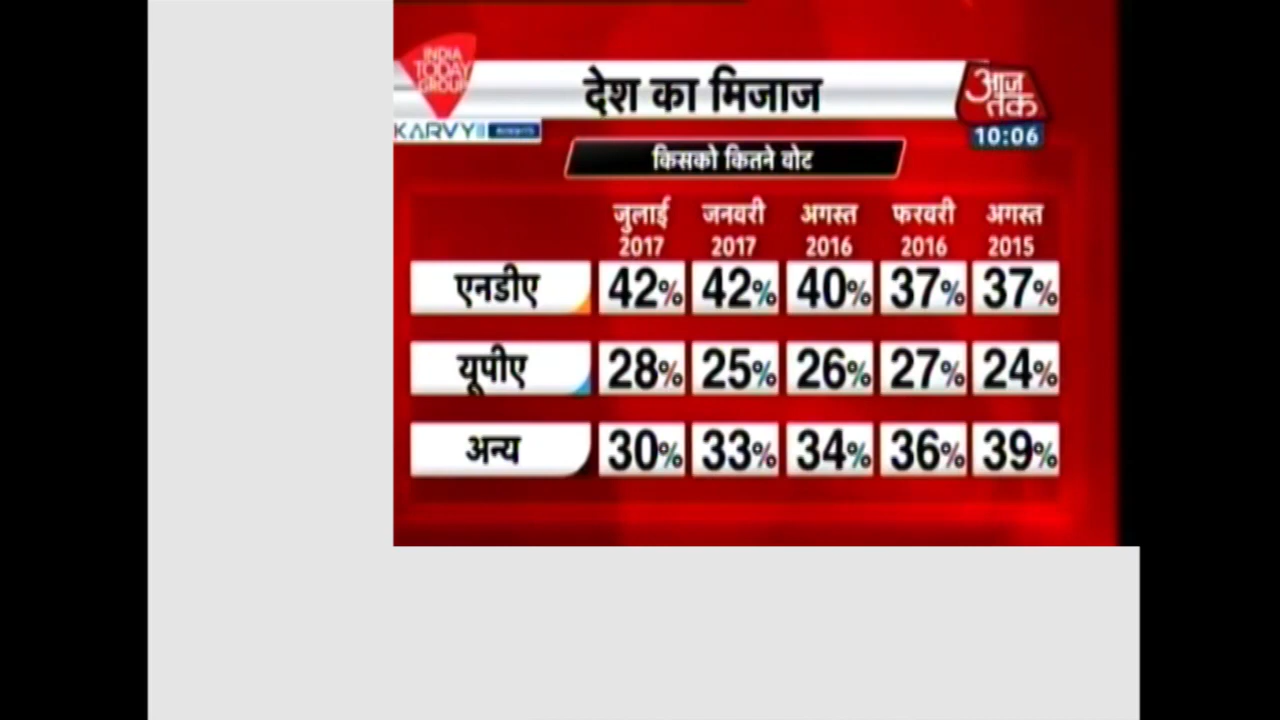 INDIA
TODAY
GROUP
देश का मिजाज
आज
तक
KARVY
10:06
किसको कितने वोट
जुलाई जनवरी अगस्त फरवरी अगस्त
2017 2017 2016 2016 2015
एनडीए 42% 42% 40% 37% 37%
यूपीए 28% 25% 26% 27% 24%
अन्य 30% 33% 34% 36% 39%